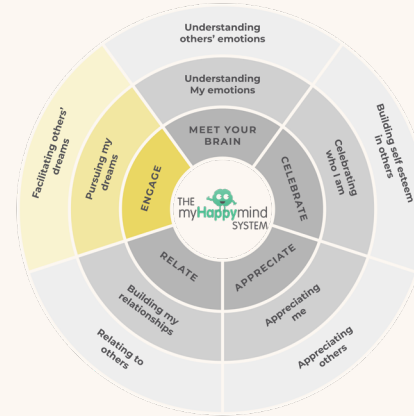 Understanding
others' emotions
Understanding
My emotions
MEET YOUR
BRAIN
Building self esteem
in others
Celebrating
who I am
CELEBRATE
Appreciating
others
Appreciating
me
APPRECIATE
Relating to
others
Building my
relationships
RELATE
Facilitating others'
dreams
Pursuing my
dreams
ENGAGE
THE
myHappymind
SYSTEM